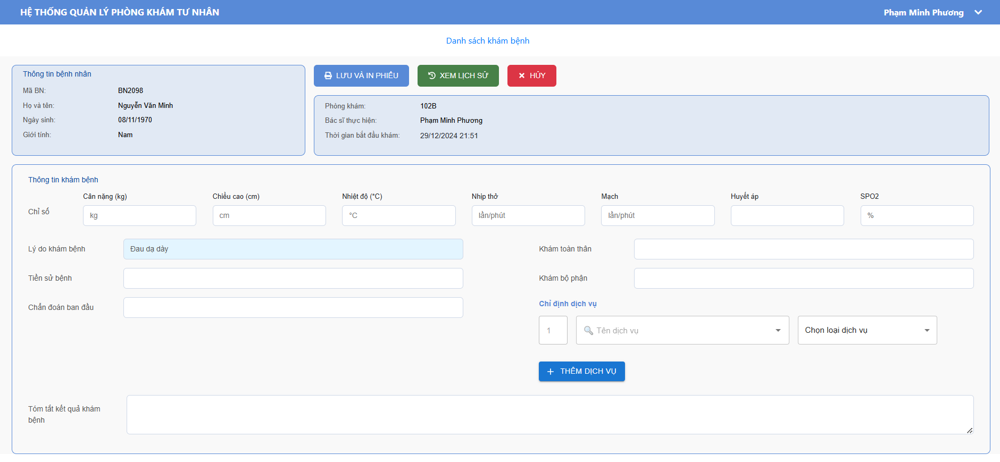 HỆ THỐNG QUẢN LÝ PHÒNG KHÁM TƯ NHÂN
Phạm Minh Phương
Danh sách khám bệnh
Thông tin bệnh nhân
Mã BN: BN2098
Họ và tên: Nguyễn Văn Minh
Ngày sinh: 08/11/1970
Giới tính: Nam
LƯU VÀ IN PHIẾU
XEM LỊCH SỬ
HỦY
Phòng khám: 102B
Bác sĩ thực hiện: Phạm Minh Phương
Thời gian bắt đầu khám: 29/12/2024 21:51
Thông tin khám bệnh
Cân nặng (kg) Chiều cao (cm) Nhiệt độ (*C) Nhịp thở Mạch Huyết áp SPO2
Chỉ số kg cm °C lần/phút lần/phút %
Lý do khám bệnh Đau dạ dày
Khám toàn thân
Tiền sử bệnh
Khám bộ phận
Chẩn đoán ban đầu
Chỉ định dịch vụ
1 Tên dịch vụ Chọn loại dịch vụ
THÊM DỊCH VỤ
Tóm tắt kết quả khám
bệnh